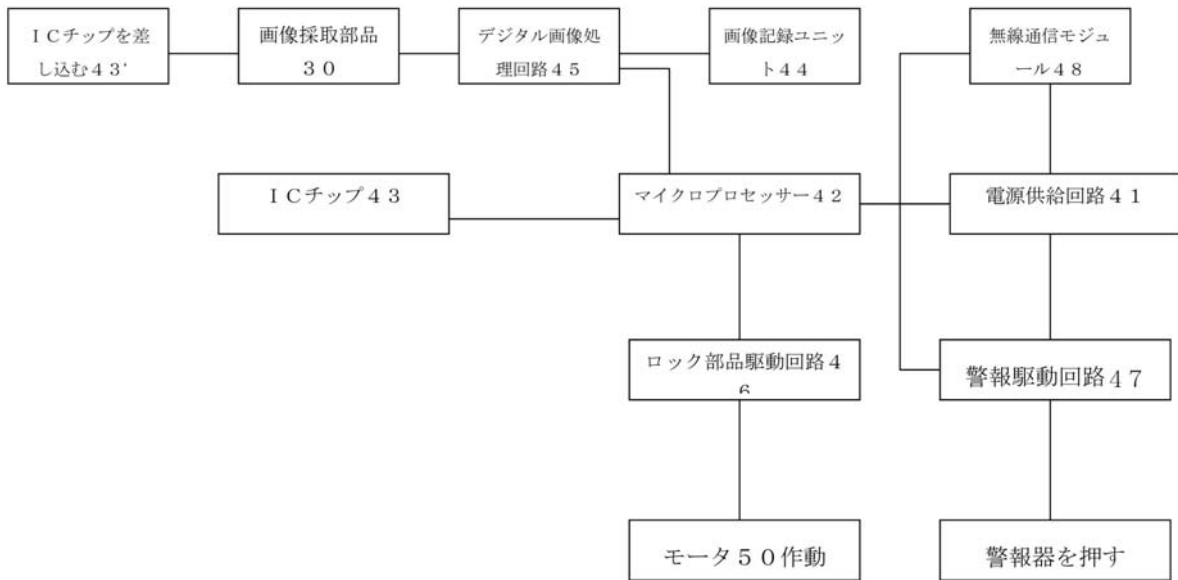 ＩＣチップを差
し込む４３'
画像採取部品
３０
デジタル画像処
理回路４５
画像記録ユニッ
ト４４
無線通信モジュ
ール４８
ＩＣチップ４３
マイクロプロセッサー４２
電源供給回路４１
ロック部品駆動回路４
６
警報駆動回路４７
モータ５０作動
警報器を押す